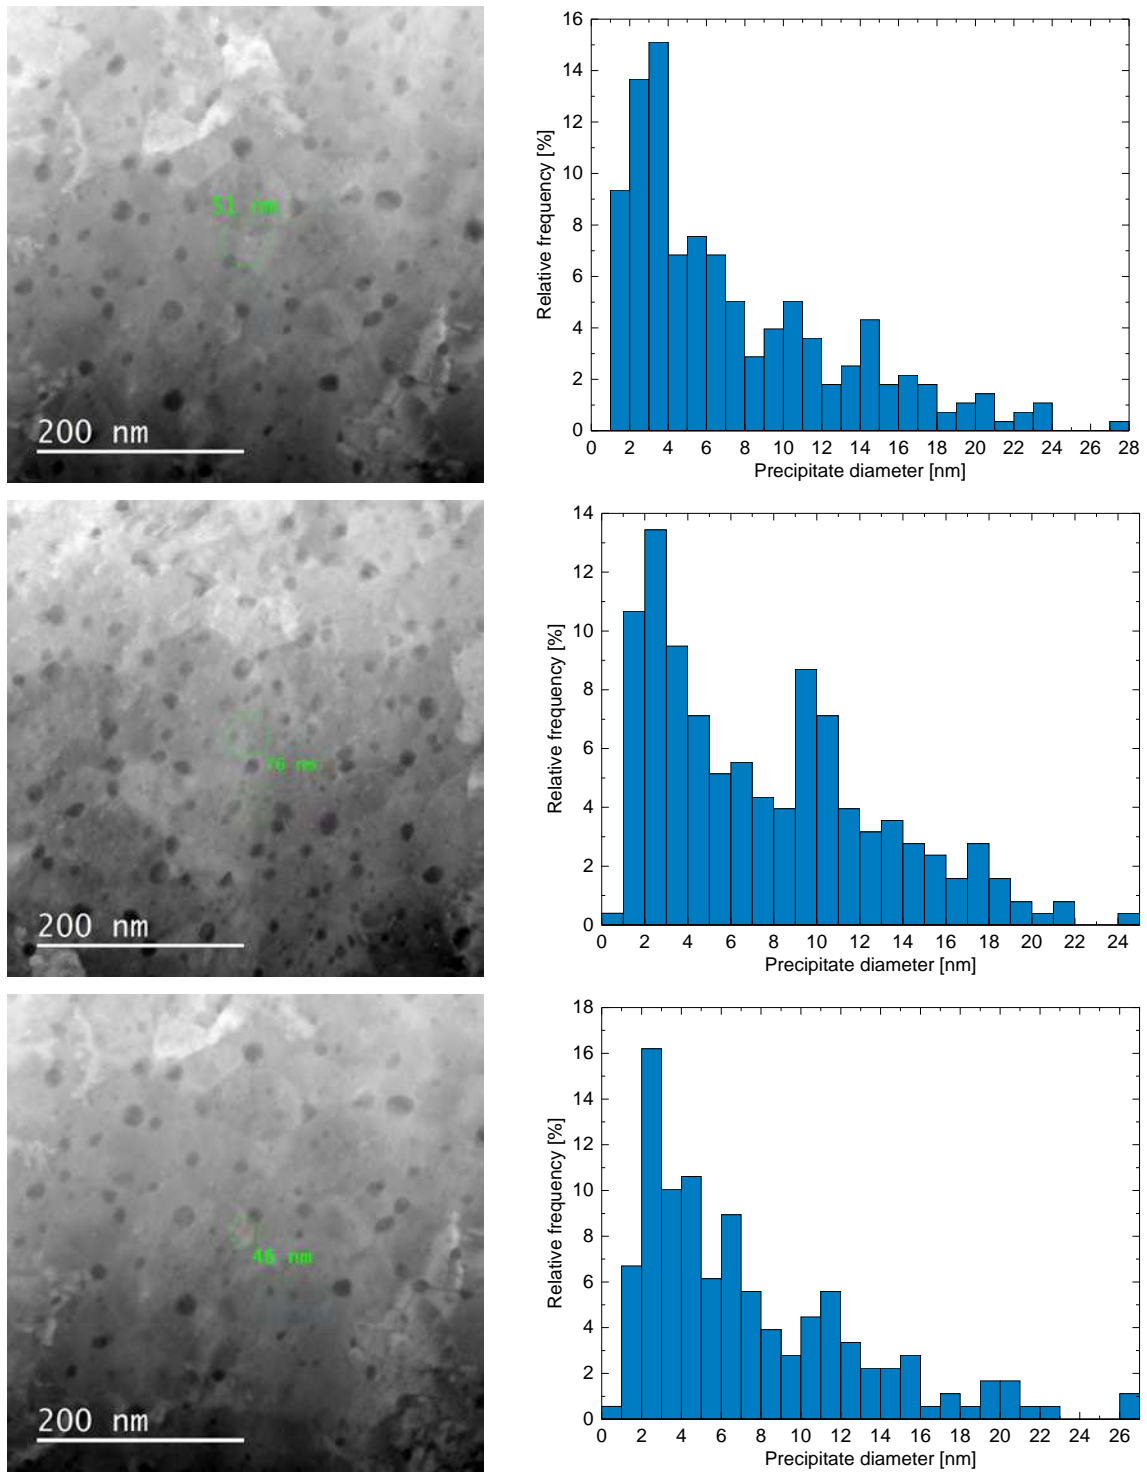 51 nm
200 nm
16
14
12
10
8
6
4
2
0
Relative frequency [%]
0 2 4 6 8 10 12 14 16 18 20 22 24 26 28
Precipitate diameter [nm]
76 nm
200 nm
14
12
10
8
6
4
2
0
Relative frequency [%]
0 2 4 6 8 10 12 14 16 18 20 22 24
Precipitate diameter [nm]
46 nm
200 nm
18
16
14
12
10
8
6
4
2
0
Relative frequency [%]
0 2 4 6 8 10 12 14 16 18 20 22 24 26
Precipitate diameter [nm]